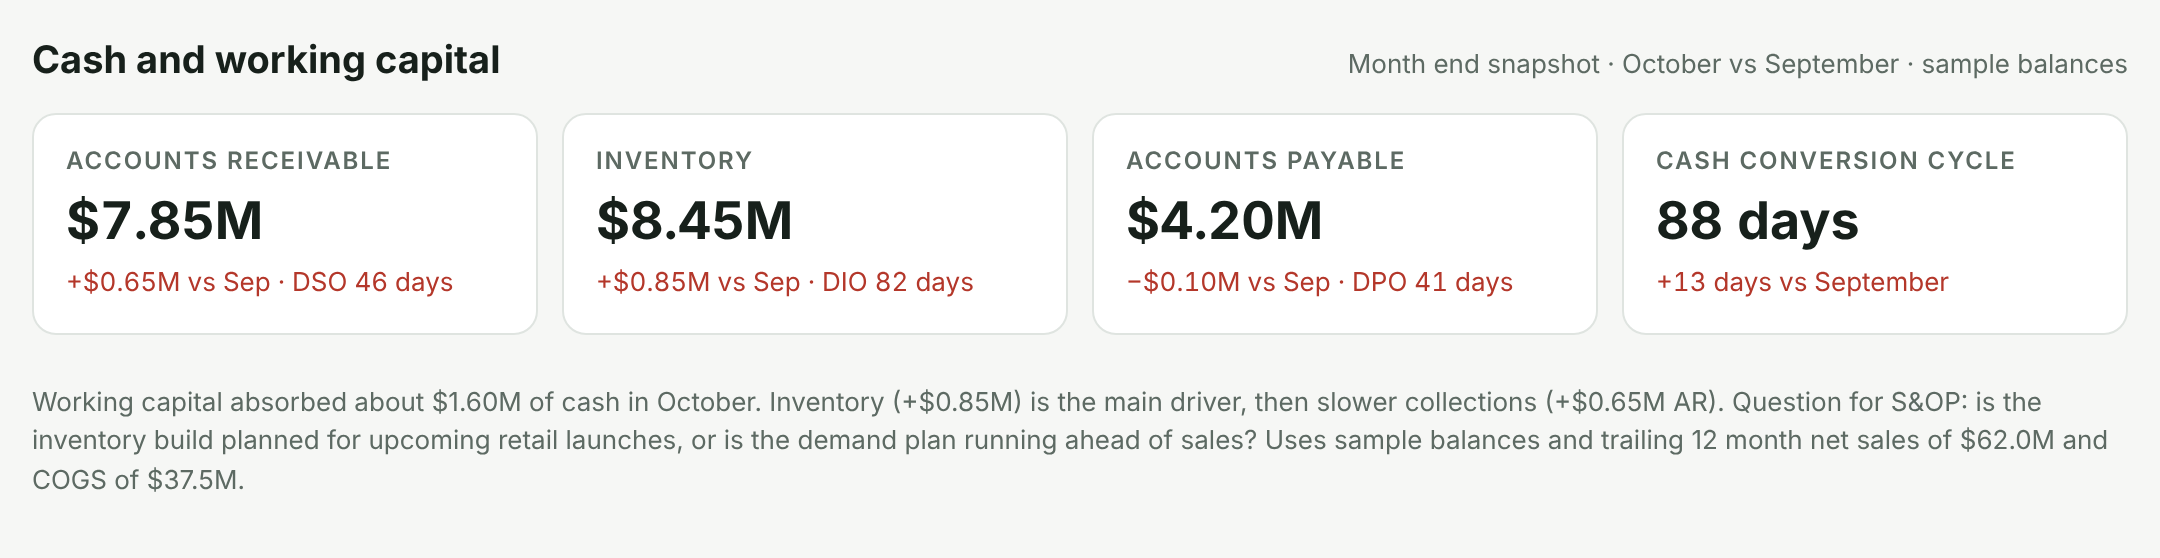 Cash and working capital
Month end snapshot · October vs September · sample balances
ACCOUNTS RECEIVABLE
$7.85M
+$0.65M vs Sep · DSO 46 days
INVENTORY
$8.45M
+$0.85M vs Sep · DIO 82 days
ACCOUNTS PAYABLE
$4.20M
−$0.10M vs Sep · DPO 41 days
CASH CONVERSION CYCLE
88 days
+13 days vs September
Working capital absorbed about $1.60M of cash in October. Inventory (+$0.85M) is the main driver, then slower collections (+$0.65M AR). Question for S&OP: is the
inventory build planned for upcoming retail launches, or is the demand plan running ahead of sales? Uses sample balances and trailing 12 month net sales of $62.0M and
COGS of $37.5M.